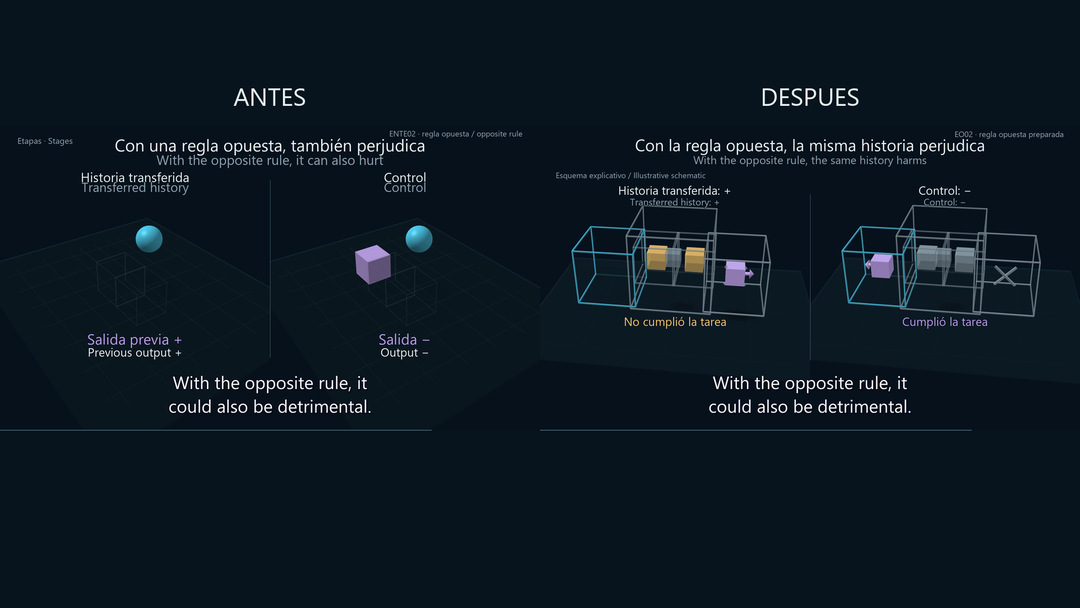 ANTES
Etapas · Stages
ENTE02 · regla opuesta / opposite rule
Con una regla opuesta, también perjudica
With the opposite rule, it can also hurt
Historia transferida
Transferred history
Control
Control
Salida previa +
Previous output +
Salida −
Output −
With the opposite rule, it
could also be detrimental.
DESPUES
EO02 · regla opuesta preparada
Con la regla opuesta, la misma historia perjudica
With the opposite rule, the same history harms
Esquema explicativo / Illustrative schematic
Historia transferida: +
Transferred history: +
Control: −
Control: −
No cumplió la tarea
Cumplió la tarea
With the opposite rule, it
could also be detrimental.